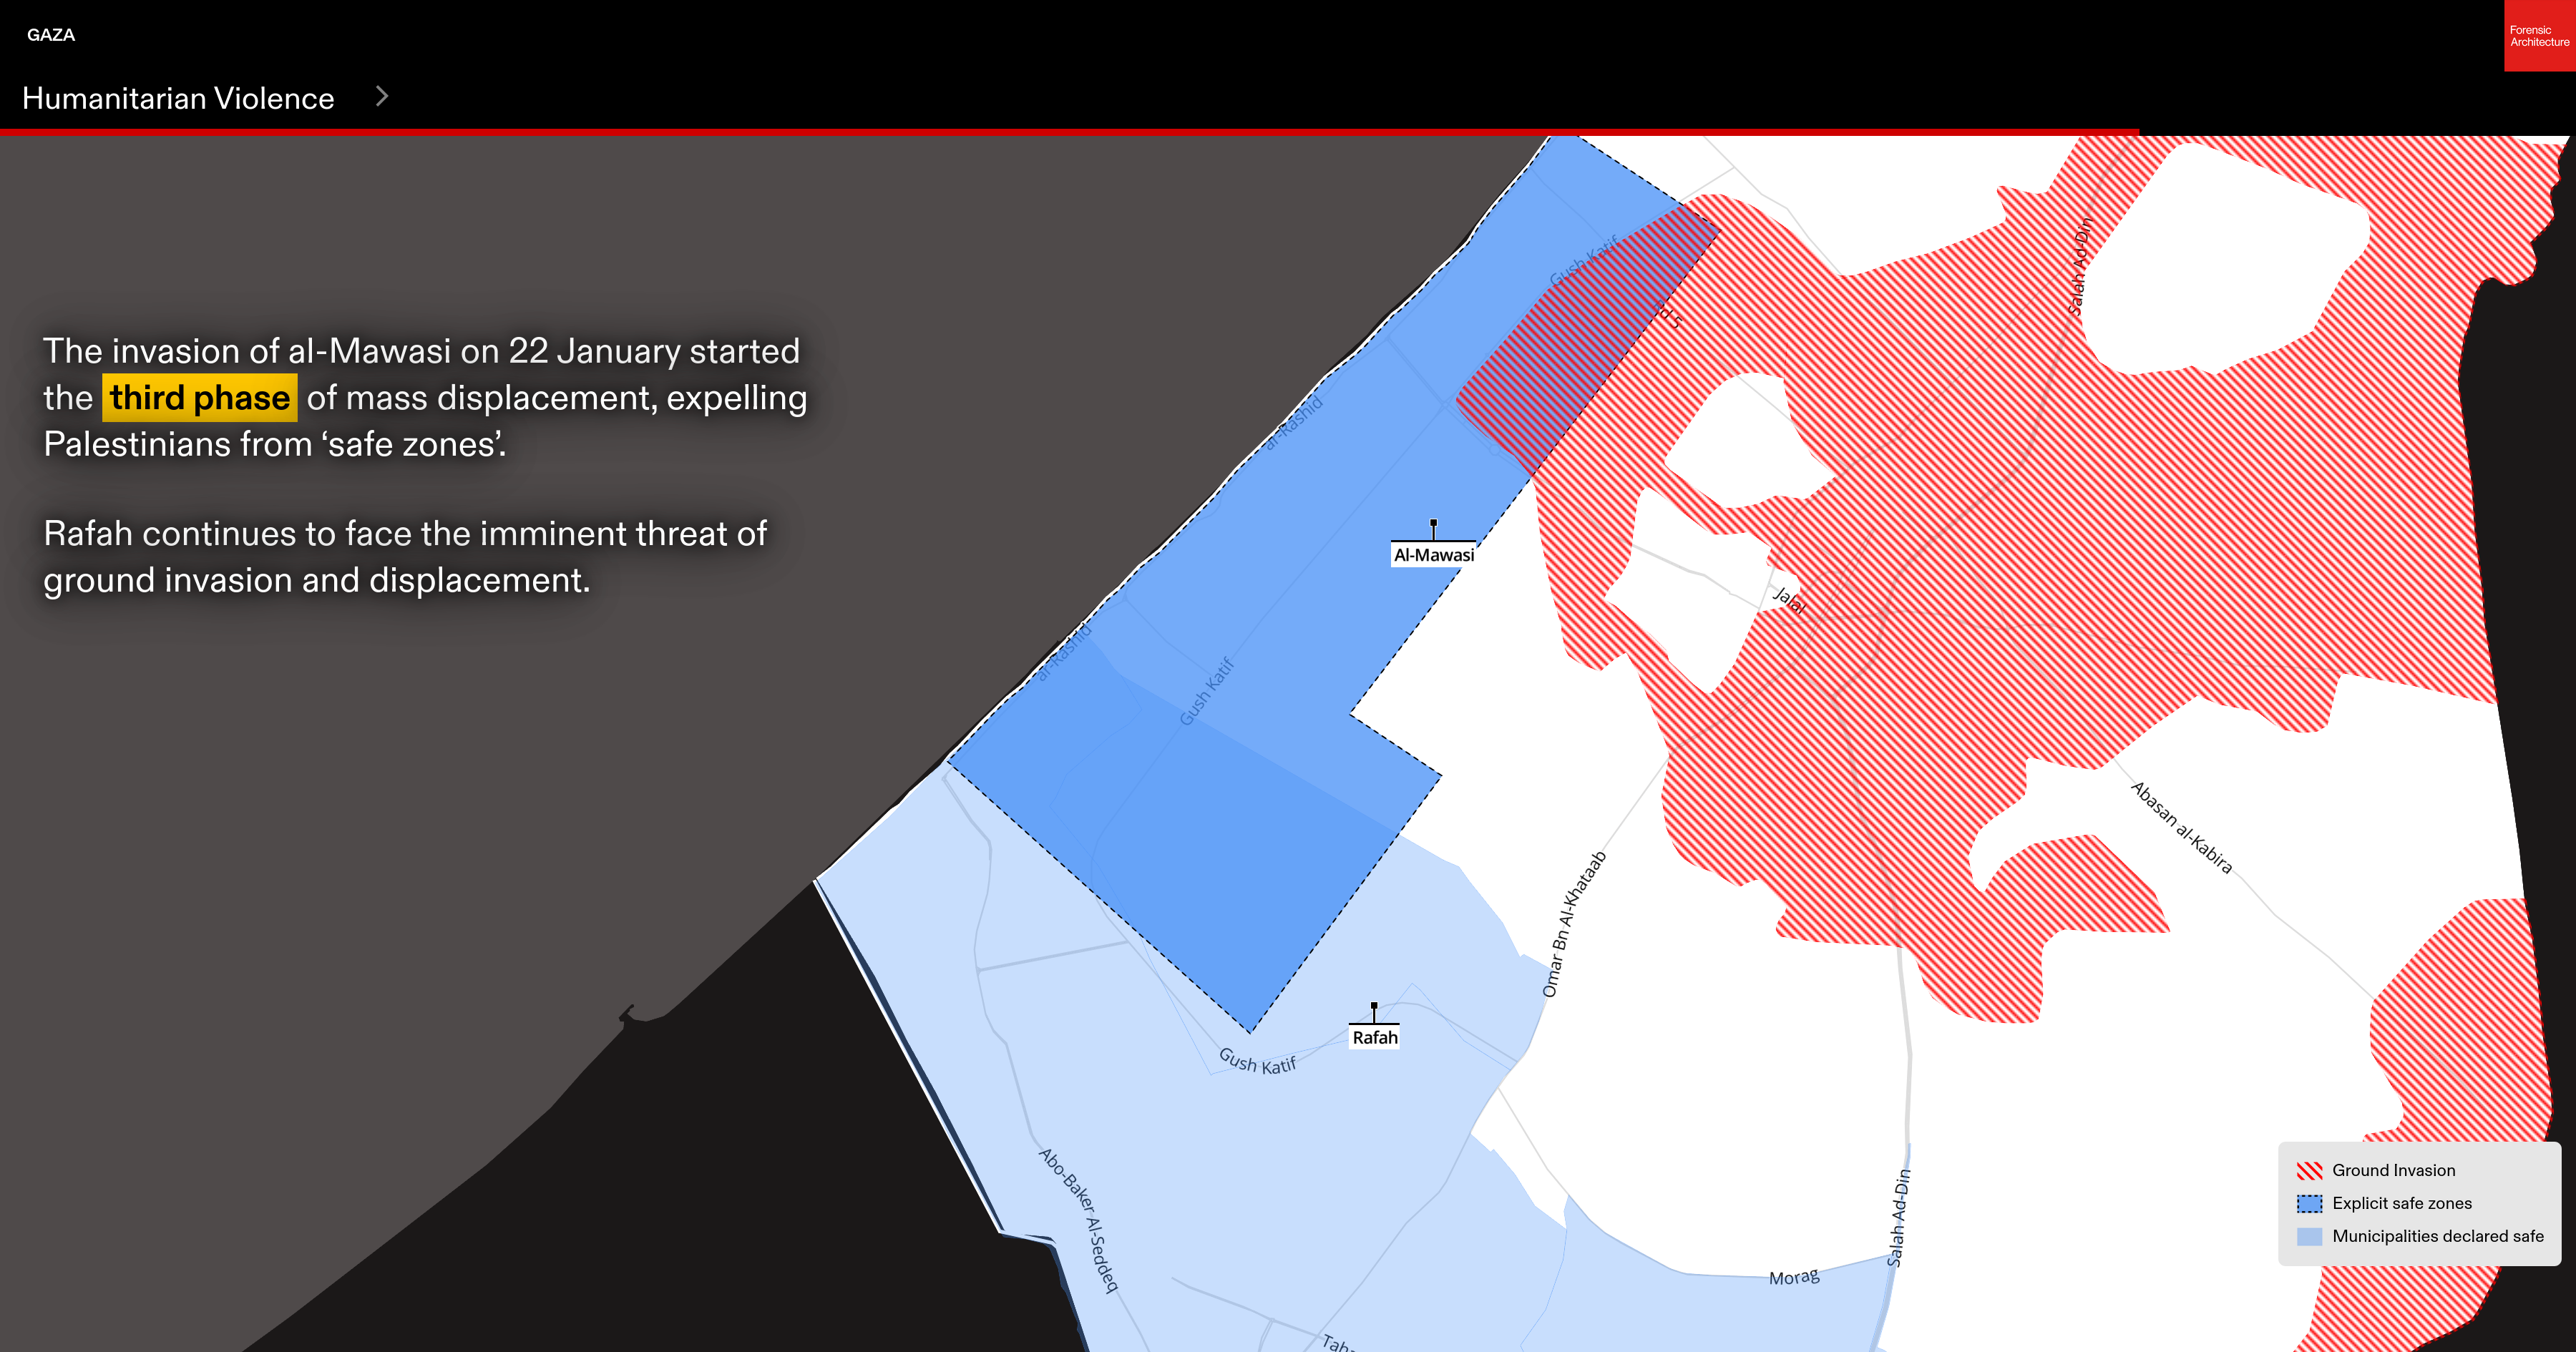 GAZA
Forensic
Architecture
Humanitarian Violence
The invasion of al-Mawasi on 22 January started
the third phase of mass displacement, expelling
Palestinians from ‘safe zones’.
Rafah continues to face the imminent threat of
ground invasion and displacement.
Gush Katif
Salah Ad-Din
al-Rashid
Al-Mawasi
Jalal
al-Rashid
Gush Katif
Abasan al-Kabira
Omar Bn Al-Khataab
Rafah
Gush Katif
Abo-Baker-Al-Seddeq
Salah Ad-Din
Morag
Ground Invasion
Explicit safe zones
Municipalities declared safe